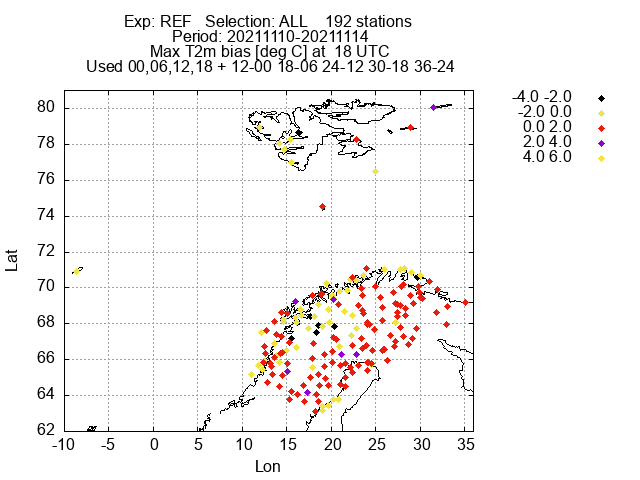 Exp: REF   Selection: ALL    192 stations
Period: 20211110-20211114
Max T2m bias [deg C] at  18 UTC
Used 00,06,12,18 + 12-00  18-06 24-12 30-18 36-24
-4.0 -2.0
-2.0  0.0
0.0 2.0
2.0 4.0
4.0 6.0
80
78
76
74
72
70
68
66
64
62
Lat
-10 -5 0 5 10 15 20 25 30 35
Lon